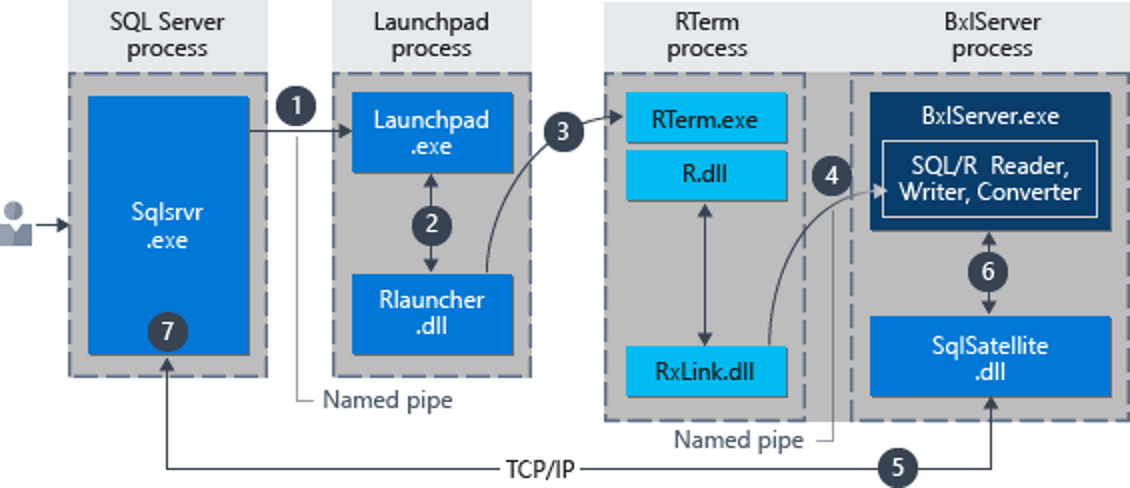 SQL Server
process
Launchpad
process
RTerm
process
BxlServer
process
1
Launchpad
.exe
3
RTerm.exe
BxlServer.exe
R.dll
4
SQL/R Reader,
Writer, Converter
Sqlsrvr
.exe
2
6
Rlauncher
.dll
7
SqlSatellite
.dll
RxLink.dll
Named pipe
Named pipe
TCP/IP
5